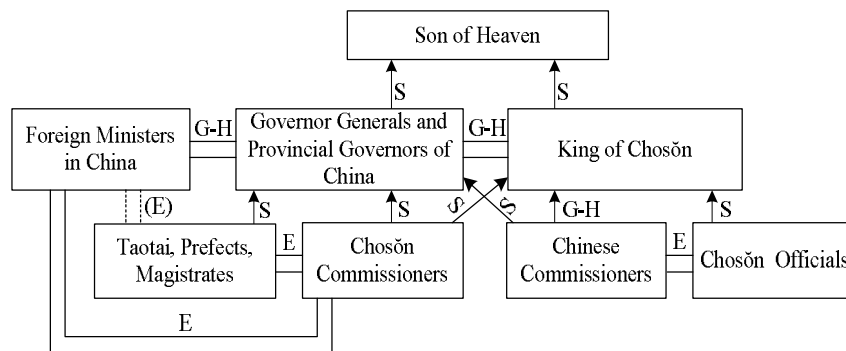 Son of Heaven
S
S
Foreign Ministers
in China
G-H
Governor Generals and
Provincial Governors of
China
G-H
King of Chosŏn
(E)
S
S
S
S
G-H
S
Taotai, Prefects,
Magistrates
E
Chosŏn
Commissioners
Chinese
Commissioners
E
Chosŏn Officials
E